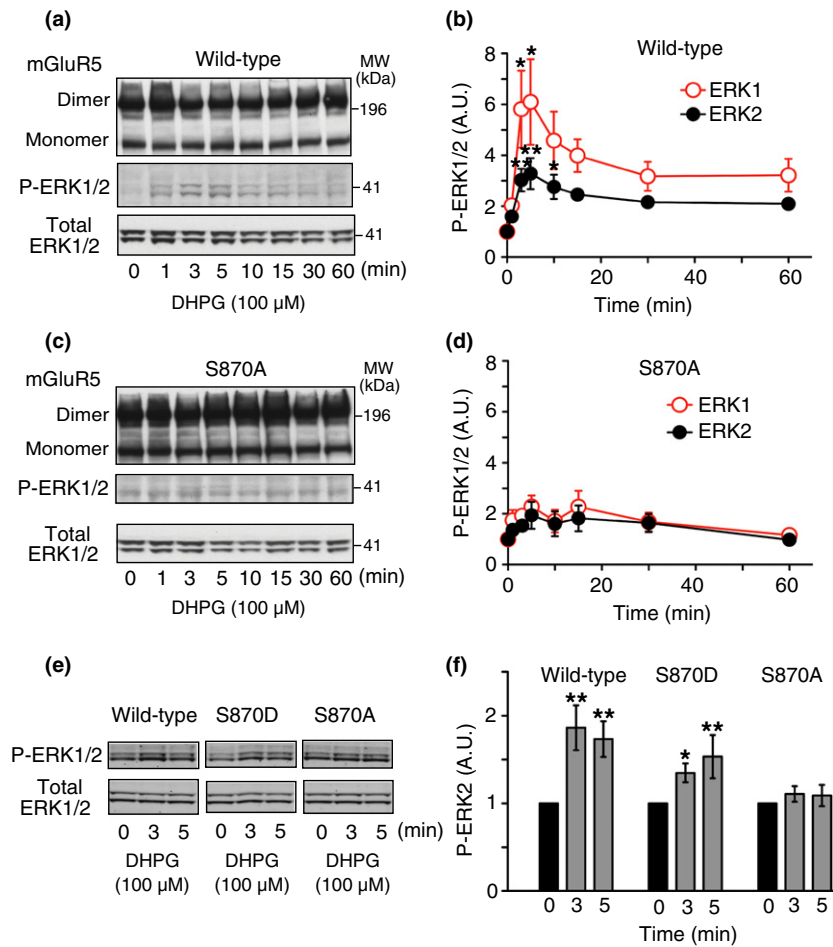 (a)
mGluR5
Wild-type
MW
(kDa)
Dimer
196
Monomer
P-ERK1/2
41
Total
ERK1/2
41
0 1 3 5 10 15 30 60 (min)
DHPG (100 µM)
(b)
Wild-type
ERK1
ERK2
P-ERK1/2 (A.U.)
8
6
4
2
0
* *
** **
*
0 20 40 60
Time (min)
(c)
mGluR5
S870A
MW
(kDa)
Dimer
196
Monomer
P-ERK1/2
41
Total
ERK1/2
41
0 1 3 5 10 15 30 60 (min)
DHPG (100 µM)
(d)
S870A
ERK1
ERK2
P-ERK1/2 (A.U.)
8
6
4
2
0
0 20 40 60
Time (min)
(e)
Wild-type S870D S870A
P-ERK1/2
Total
ERK1/2
0 3 5 0 3 5 0 3 5 (min)
DHPG DHPG DHPG
(100 µM) (100 µM) (100 µM)
(f)
Wild-type S870D S870A
P-ERK2 (A.U.)
2
1
0
** ** * **
0 3 5 0 3 5 0 3 5
Time (min)